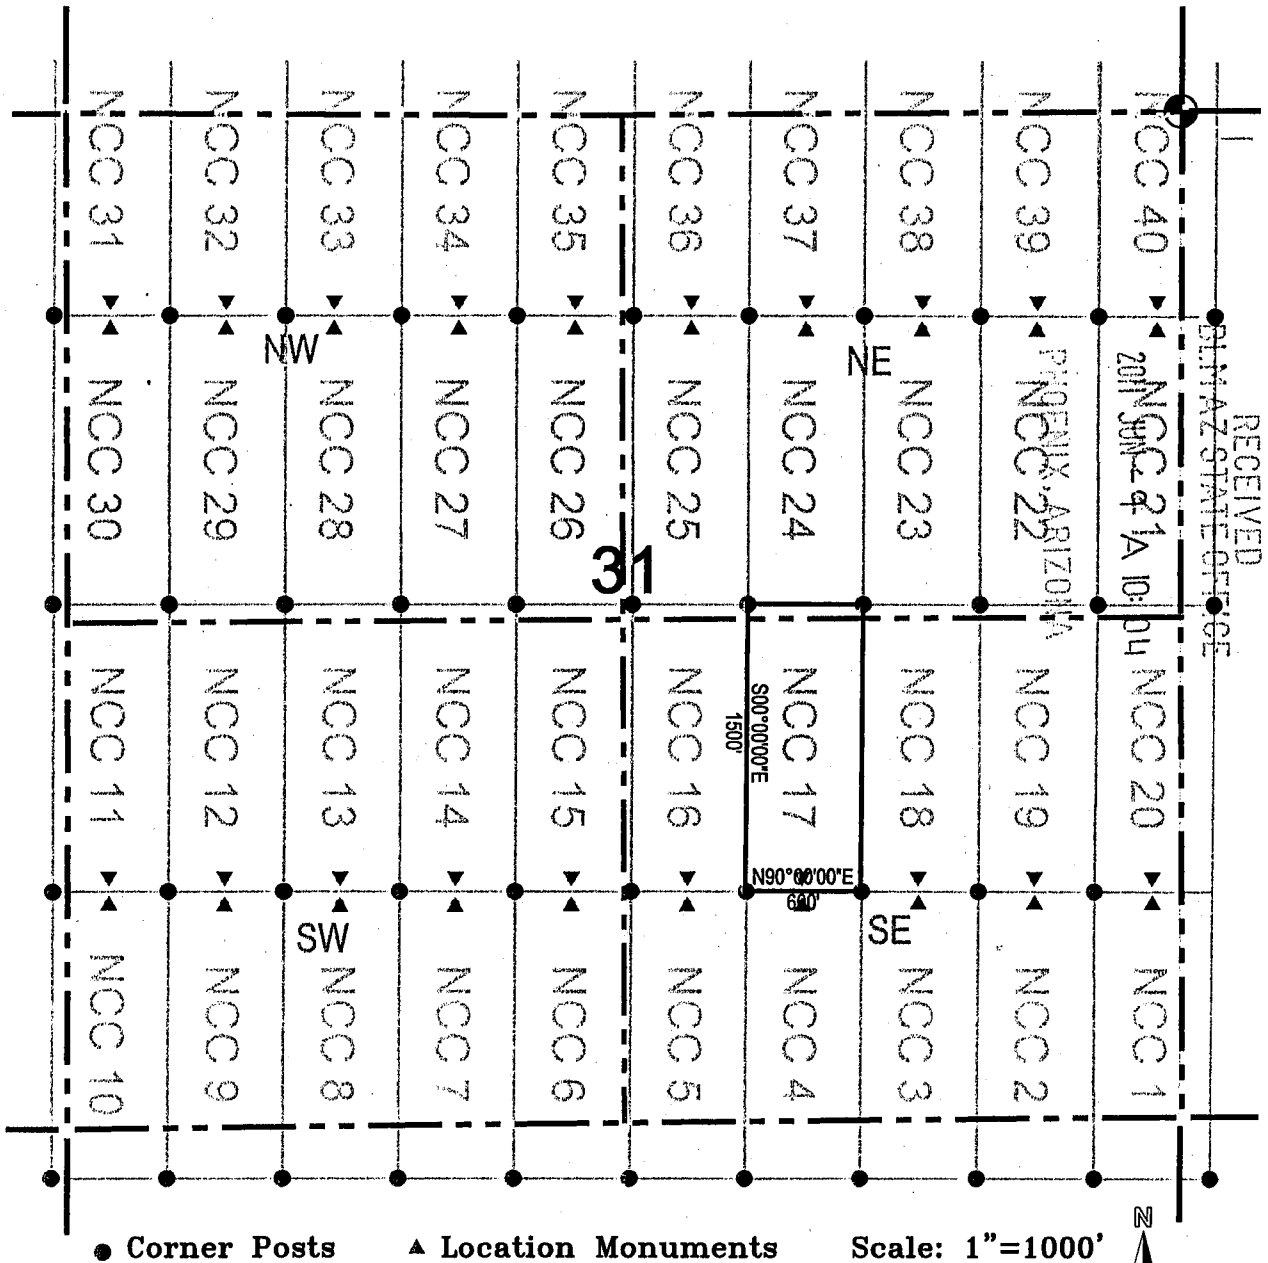 NCC 31
NCC 32
NCC 33
NCC 34
NCC 35
NCC 36
NCC 37
NCC 38
NCC 39
NCC 40
NW
NE
NCC 30
NCC 29
NCC 28
NCC 27
NCC 26
NCC 25
NCC 24
NCC 23
NCC 22
NCC 21
RECEIVED
BLM AZ STATE OFFICE
A 10:04
PHOENIX, ARIZONA
31
NCC 11
NCC 12
NCC 13
NCC 14
NCC 15
NCC 16
S00°00'00"E
1500'
NCC 17
NCC 18
NCC 19
NCC 20
N90°00'00"E
600'
SW
SE
NCC 10
NCC 9
NCC 8
NCC 7
NCC 6
NCC 5
NCC 4
NCC 3
NCC 2
NCC 1
N
● Corner Posts ▲ Location Monuments Scale: 1"=1000'